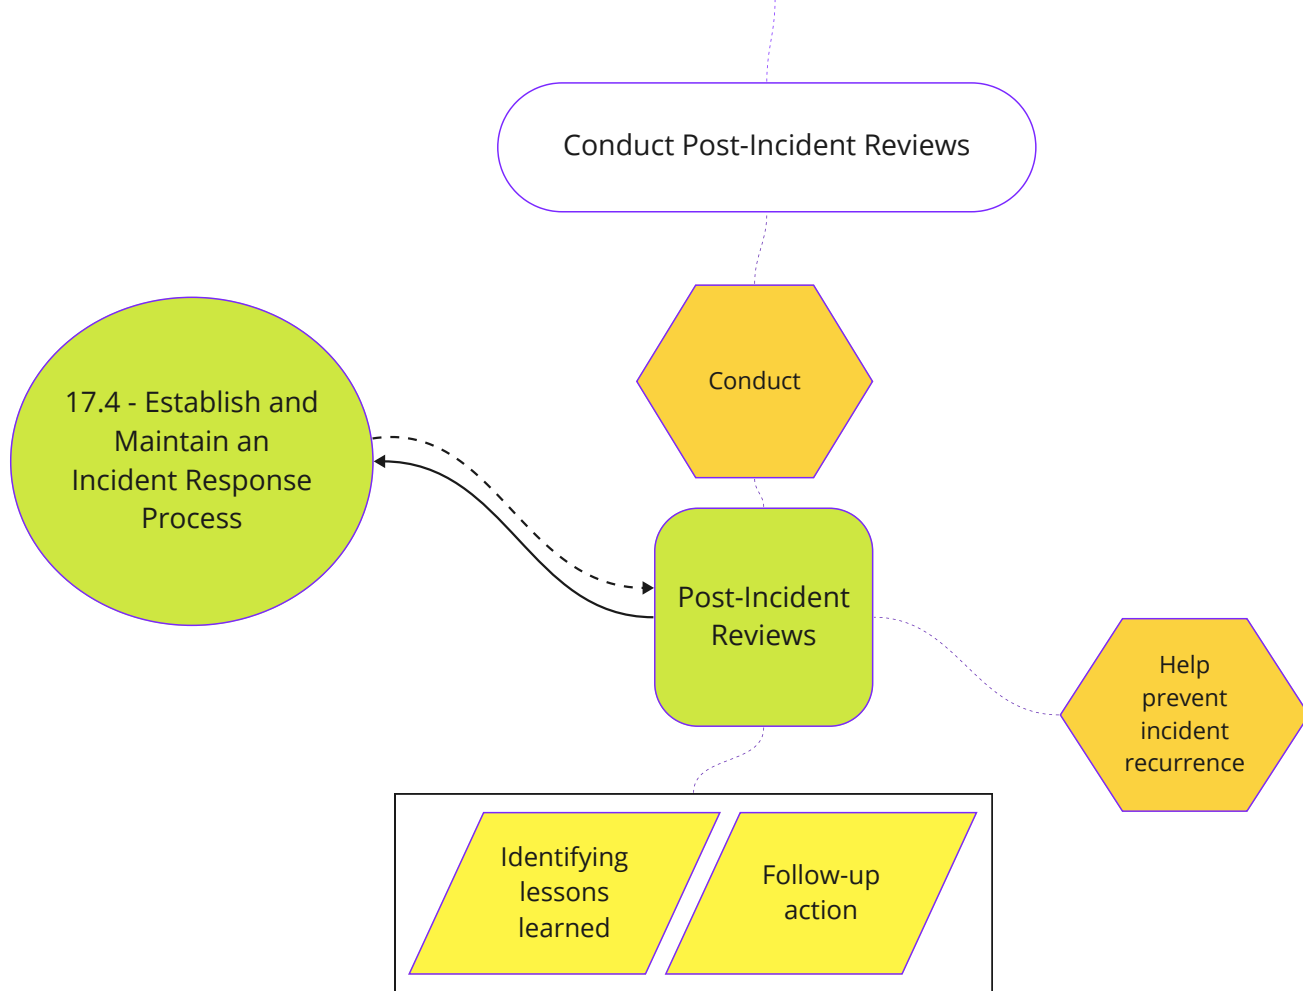 Conduct Post-Incident Reviews
Conduct
17.4 - Establish and
Maintain an
Incident Response
Process
Post-Incident
Reviews
Help
prevent
incident
recurrence
Identifying
lessons
learned
Follow-up
action